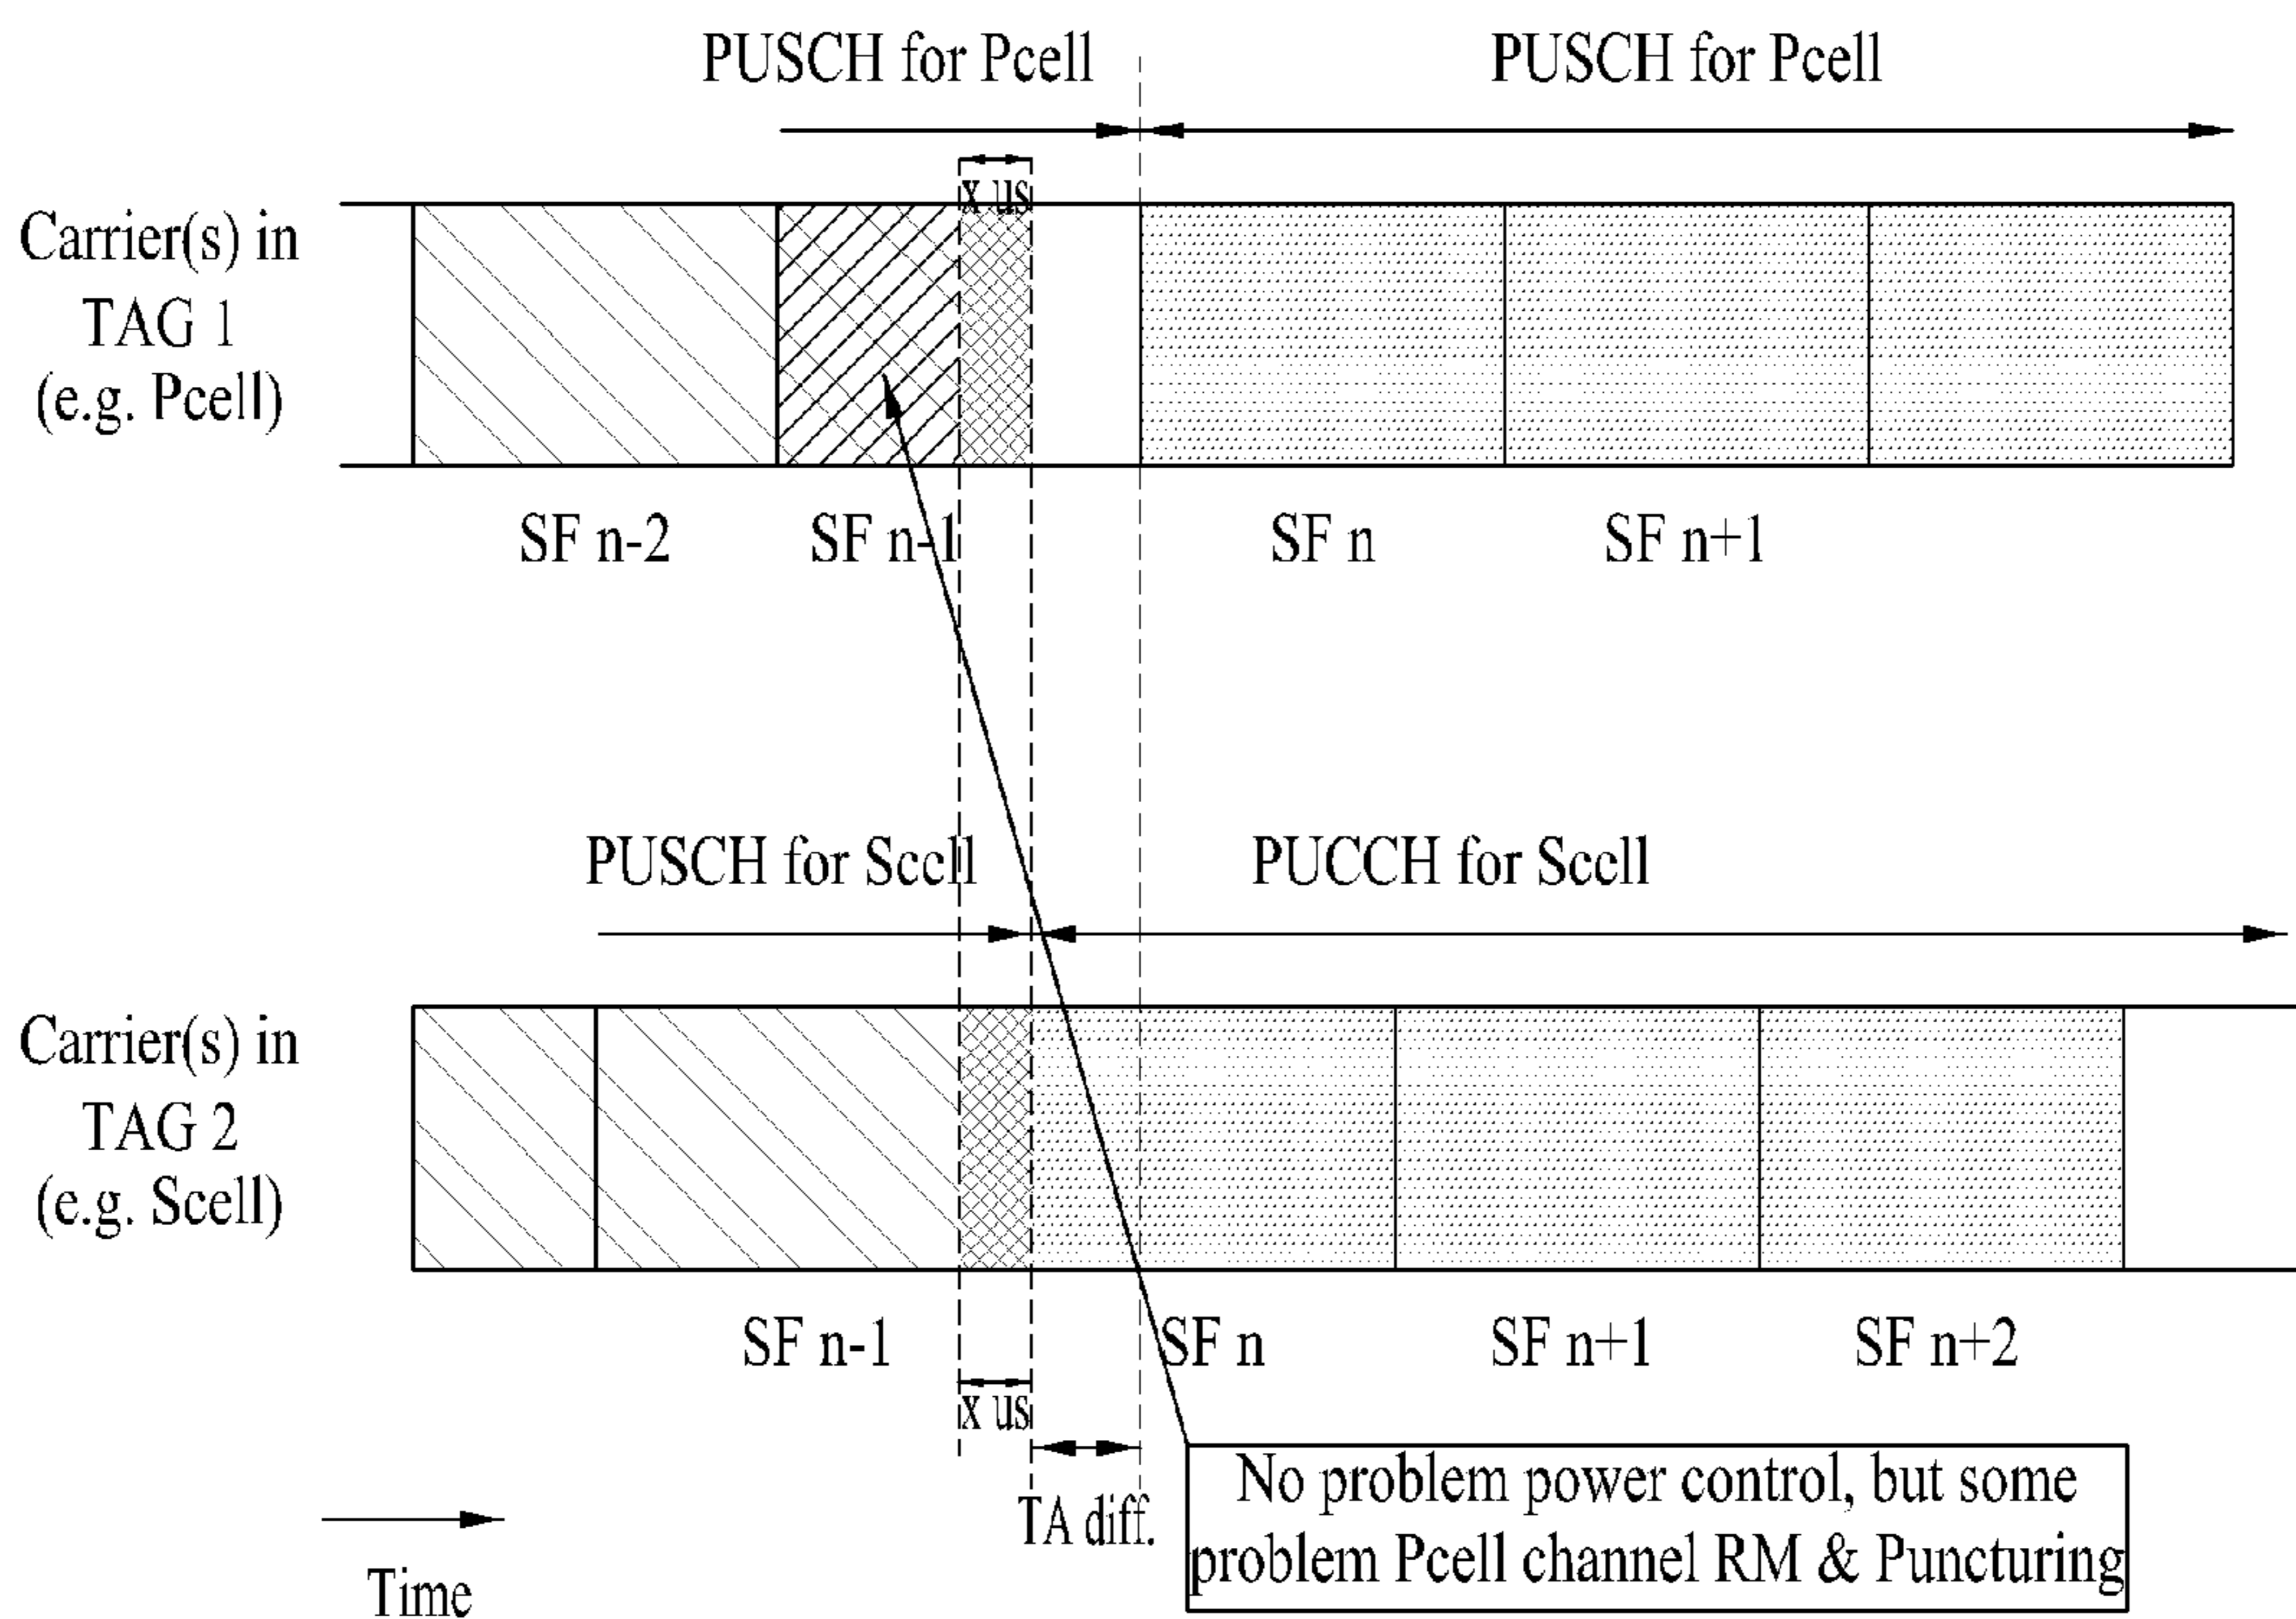 PUSCH for Pcell PUSCH for Pcell
x us
Carrier(s) in
TAG 1
(e.g. Pcell)
SF n-2 SF n-1 SF n SF n+1
PUSCH for Sccll PUCCH for Sccll
Carrier(s) in
TAG 2
(e.g. Scell)
SF n-1 SF n SF n+1 SF n+2
x us
TA diff.
No problem power control, but some
problem Pcell channel RM & Puncturing
Time